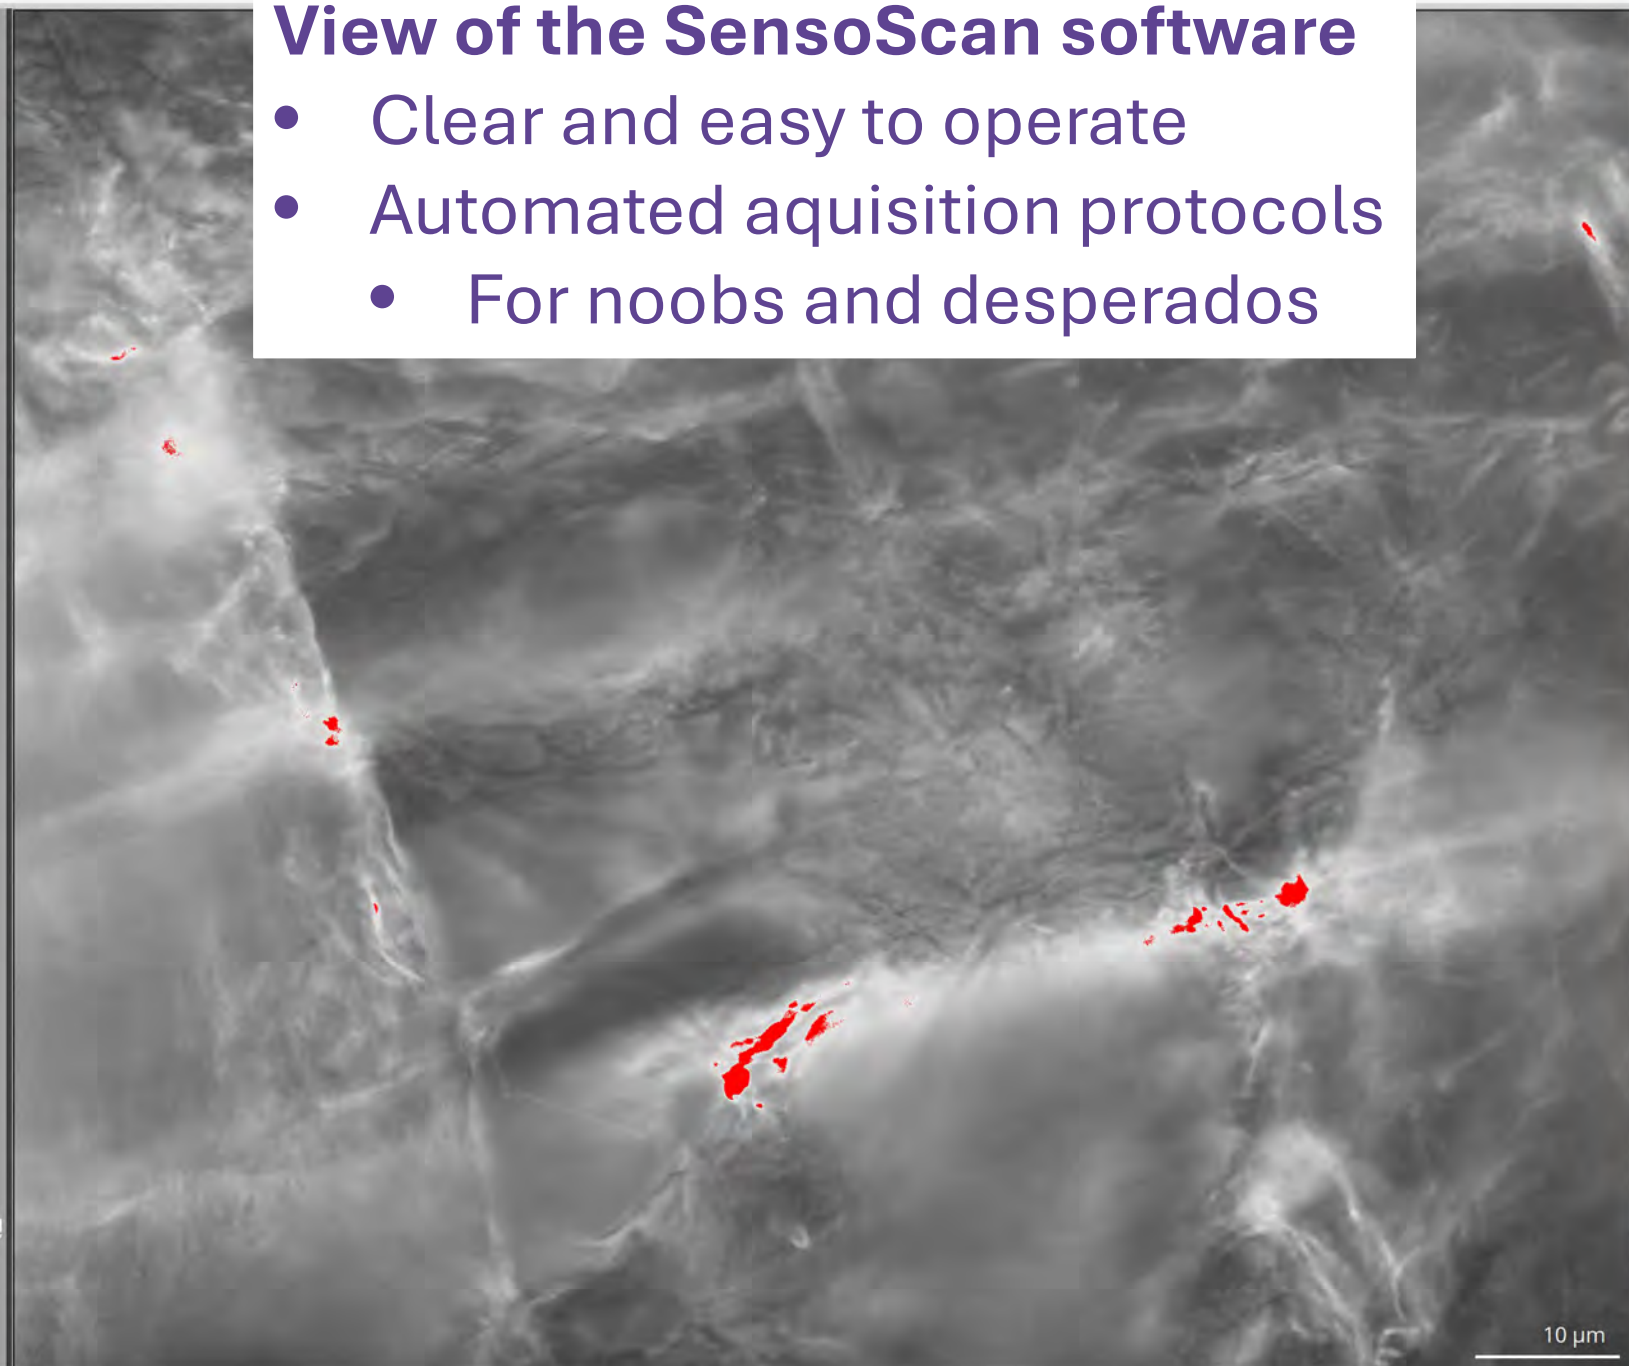 View of the SensoScan software
• Clear and easy to operate
• Automated aquisition protocols
• For noobs and desperados
10 µm